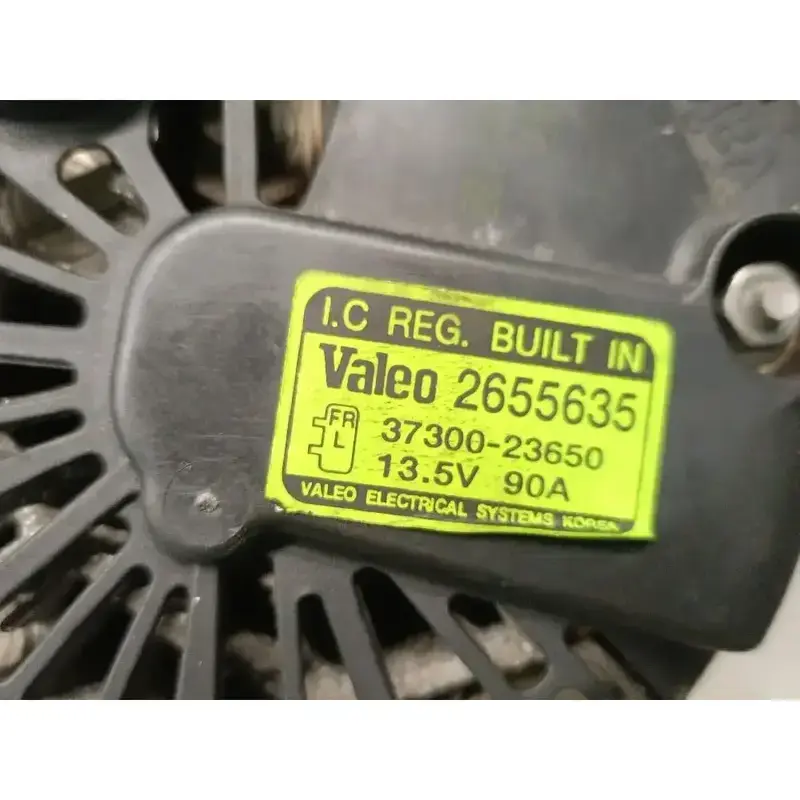 I.C REG. BUILT IN
Valeo 2655635
FR
L
37300-23650
13.5V 90A
VALEO ELECTRICAL SYSTEMS KOREA